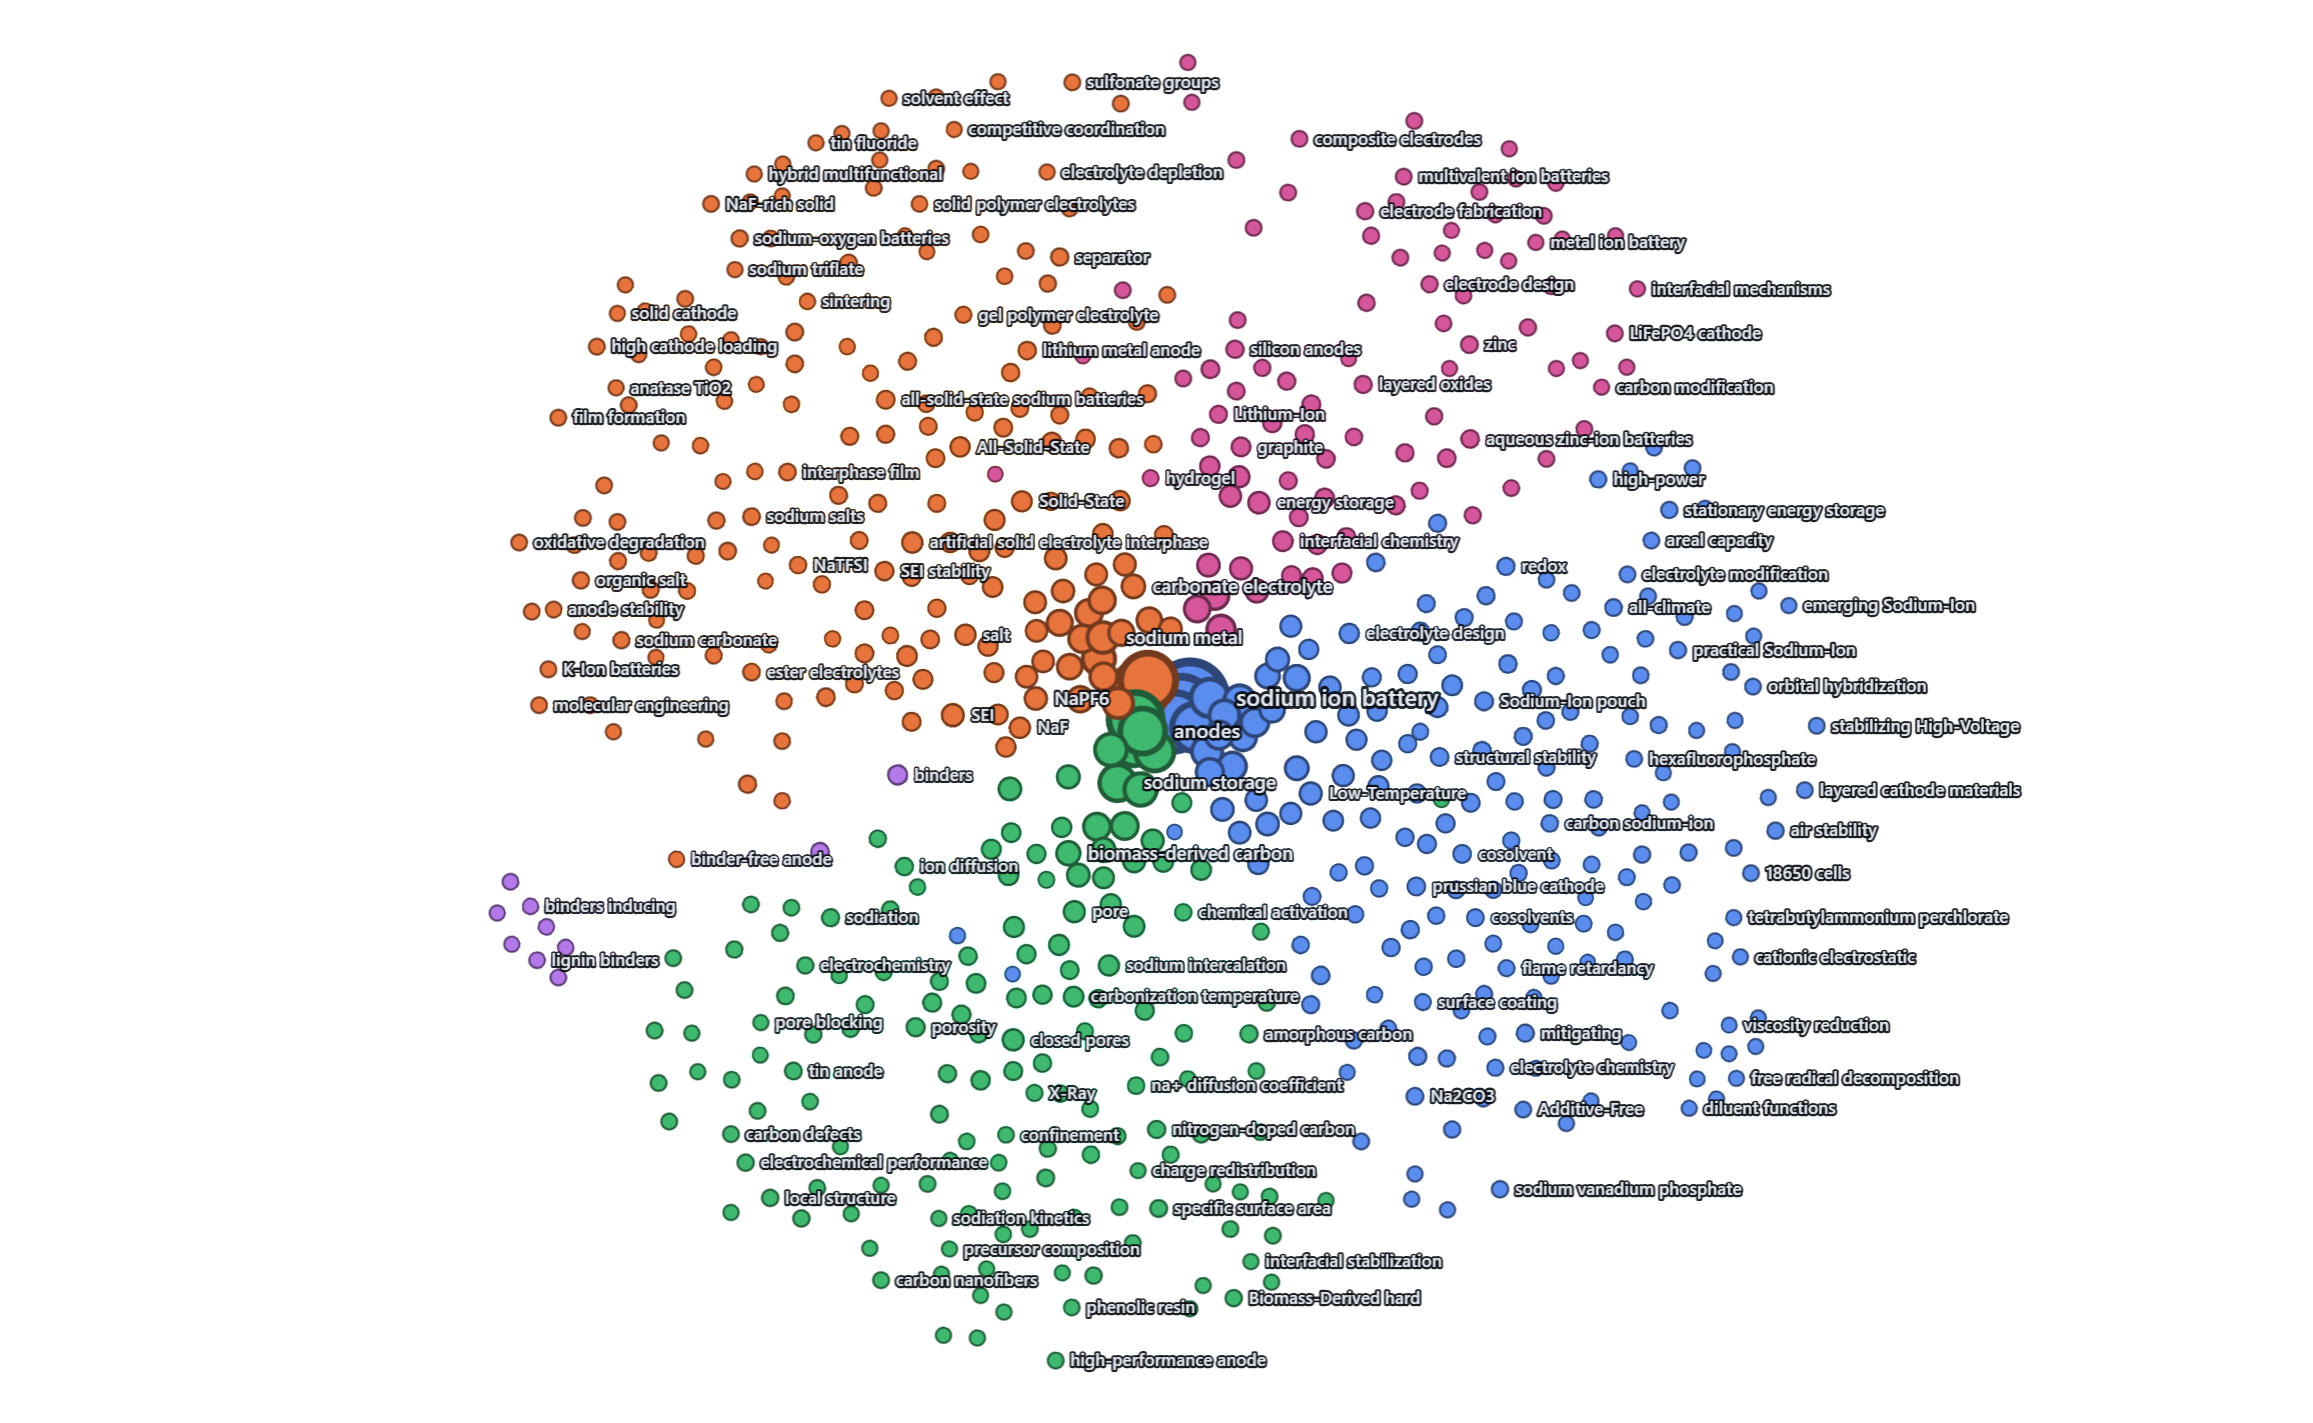 sulfonate groups
solvent effect
competitive coordination
composite electrodes
tin fluoride
hybrid multifunctional
electrolyte depletion
multivalent ion batteries
NaF-rich solid
solid polymer electrolytes
electrode fabrication
sodium-oxygen batteries
metal ion battery
separator
sodium triflate
electrode design
interfacial mechanisms
sintering
solid cathode
gel polymer electrolyte
LiFePO4 cathode
high cathode loading
lithium metal anode
silicon anodes
zinc
anatase TiO2
layered oxides
carbon modification
all-solid-state sodium batteries
film formation
Lithium-Ion
All-Solid-State
graphite
aqueous zinc-ion batteries
interphase film
hydrogel
high-power
Solid-State
energy storage
stationary energy storage
sodium salts
oxidative degradation
artificial solid electrolyte interphase
interfacial chemistry
areal capacity
NaTFSI
SEI stability
redox
electrolyte modification
organic salt
carbonate electrolyte
anode stability
all-climate
emerging Sodium-Ion
sodium carbonate
salt
sodium metal
electrolyte design
practical Sodium-Ion
K-Ion batteries
ester electrolytes
orbital hybridization
molecular engineering
NaPF6
sodium ion battery
Sodium-Ion pouch
SEI
NaF
anodes
stabilizing High-Voltage
structural stability
hexafluorophosphate
binders
sodium storage
Low-Temperature
layered cathode materials
carbon sodium-ion
air stability
binder-free anode
ion diffusion
biomass-derived carbon
cosolvent
18650 cells
prussian blue cathode
binders inducing
sodiation
pore
chemical activation
cosolvents
tetrabutylammonium perchlorate
lignin binders
electrochemistry
sodium intercalation
flame retardancy
cationic electrostatic
carbonization temperature
surface coating
pore blocking
porosity
closed pores
amorphous carbon
mitigating
viscosity reduction
tin anode
X-Ray
na+ diffusion coefficient
electrolyte chemistry
free radical decomposition
Na2CO3
Additive-Free
diluent functions
carbon defects
confinement
nitrogen-doped carbon
electrochemical performance
charge redistribution
local structure
sodium vanadium phosphate
sodiation kinetics
specific surface area
precursor composition
interfacial stabilization
carbon nanofibers
phenolic resin
Biomass-Derived hard
high-performance anode